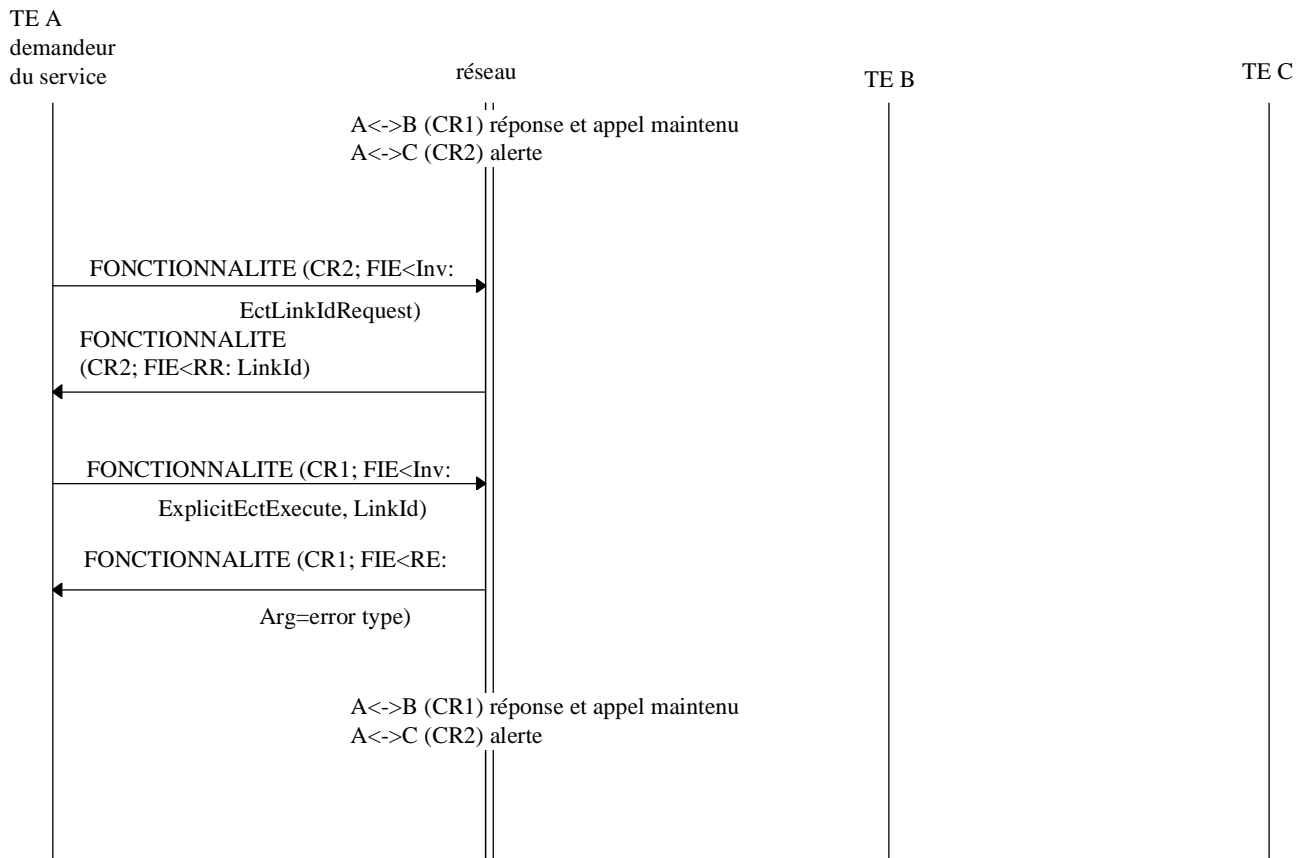 TE A
demandeur
du service
réseau
TE B
TE C
A<->B (CR1) réponse et appel maintenu
A<->C (CR2) alerte
FONCTIONNALITE (CR2; FIE<Inv:
EctLinkIdRequest)
FONCTIONNALITE
(CR2; FIE<RR: LinkId)
FONCTIONNALITE (CR1; FIE<Inv:
ExplicitEctExecute, LinkId)
FONCTIONNALITE (CR1; FIE<RE:
Arg=error type)
A<->B (CR1) réponse et appel maintenu
A<->C (CR2) alerte